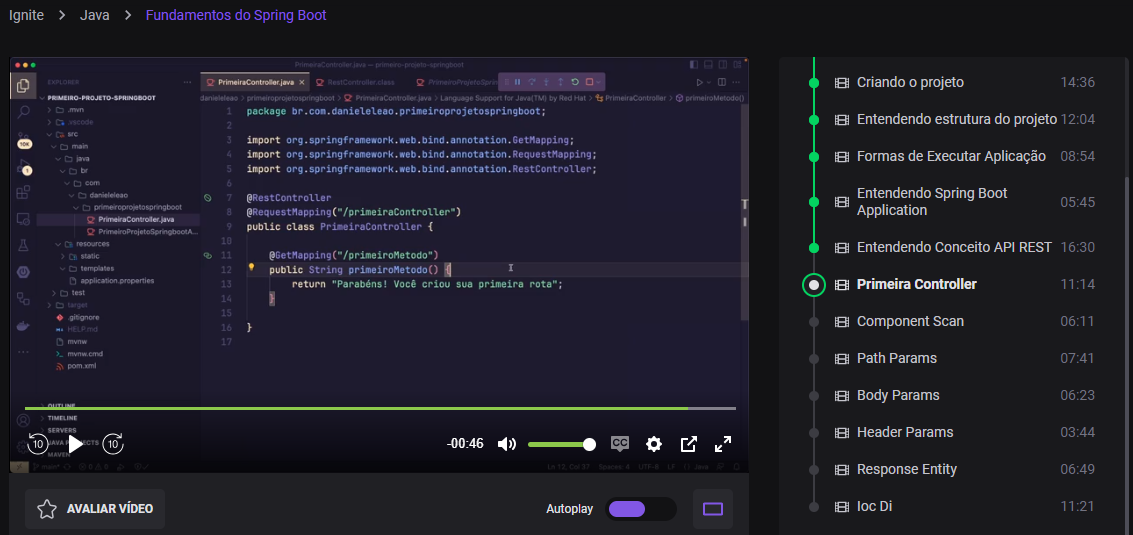 Ignite > Java > Fundamentos do Spring Boot
PrimeiraController.java — primeiro-projeto-springboot
EXPLORER
PRIMEIRO-PROJETO-SPRINGBOOT
.mvn
.vscode
src
main
java
br
com
danieleleao
primeiroprojetospringboot
PrimeiraController.java
PrimeiroProjetoSpringbootA...
resources
static
templates
application.properties
test
target
.gitignore
HELP.md
mvnw
mvnw.cmd
pom.xml
OUTLINE
TIMELINE
SERVERS
JAVA PROJECTS
MAVEN
10K
1
PrimeiraController.java
RestController.class
danieleleao > primeiroprojetospringboot > PrimeiraController.java > Language Support for Java(TM) by Red Hat > PrimeiraController > primeiroMetodo()
1 package br.com.danieleleao.primeiroprojetospringboot;
2
3 import org.springframework.web.bind.annotation.GetMapping;
4 import org.springframework.web.bind.annotation.RequestMapping;
5 import org.springframework.web.bind.annotation.RestController;
6
7 @RestController
8 @RequestMapping("/primeiraController")
9 public class PrimeiraController {
10
11 @GetMapping("/primeiroMetodo")
12 public String primeiroMetodo() {
13 return "Parabéns! Você criou sua primeira rota";
14 }
15
16 }
17
10
10
-00:46
CC
Ln 12, Col 37 Spaces: 4 UTF-8 LF Java
AVALIAR VÍDEO
Autoplay
Criando o projeto 14:36
Entendendo estrutura do projeto 12:04
Formas de Executar Aplicação 08:54
Entendendo Spring Boot
Application 05:45
Entendendo Conceito API REST 16:30
Primeira Controller 11:14
Component Scan 06:11
Path Params 07:41
Body Params 06:23
Header Params 03:44
Response Entity 06:49
Ioc Di 11:21